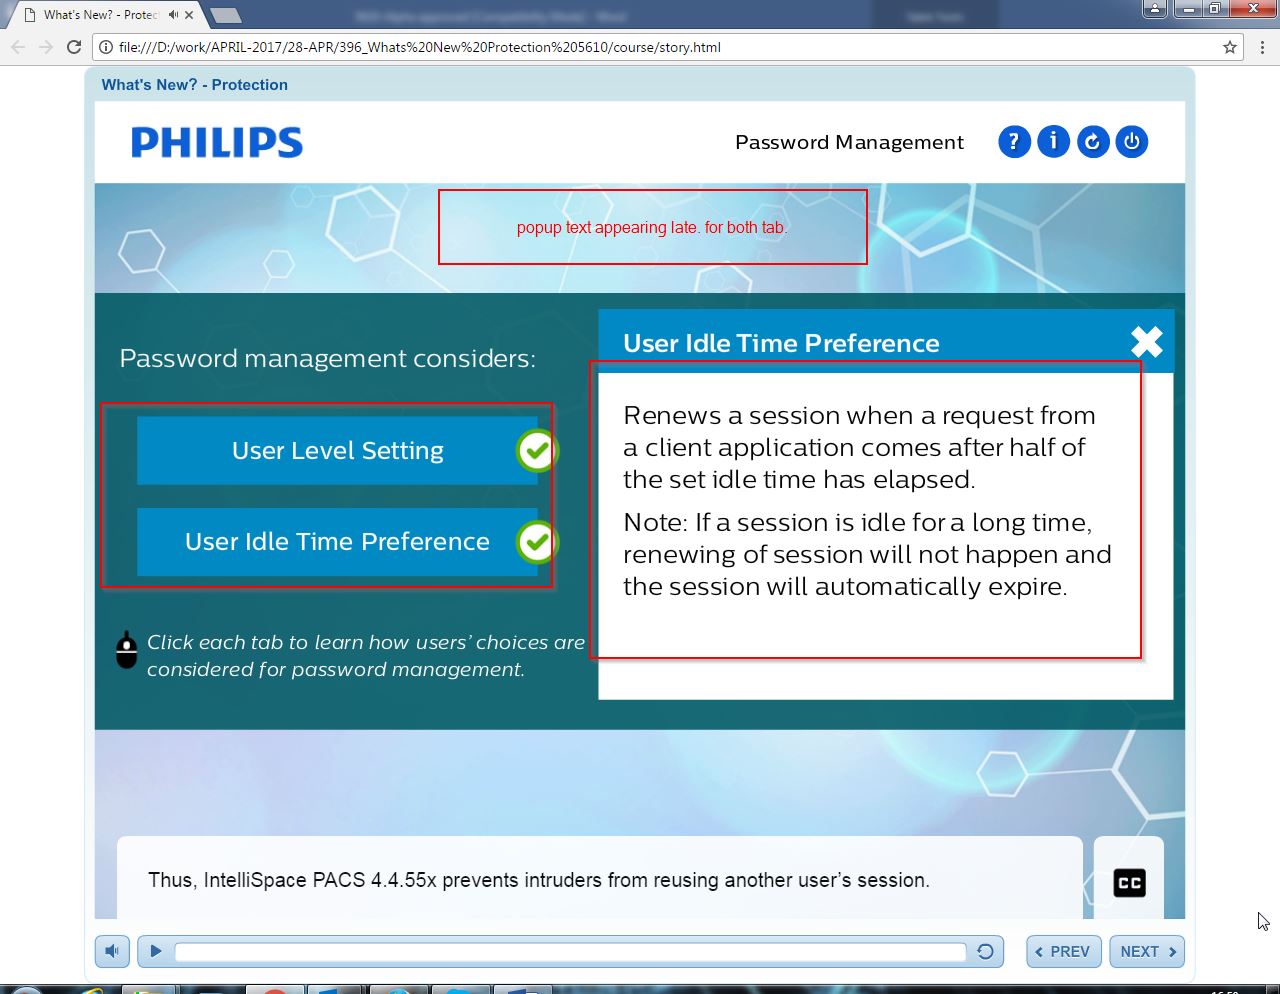 What's New? - Protec
file:///D:/work/APRIL-2017/28-APR/396_Whats%20New%20Protection%205610/course/story.html
What's New? - Protection
PHILIPS
Password Management
popup text appearing late. for both tab.
Password management considers:
User Level Setting
User Idle Time Preference
Click each tab to learn how users’ choices are
considered for password management.
User Idle Time Preference
Renews a session when a request from
a client application comes after half of
the set idle time has elapsed.
Note: If a session is idle for a long time,
renewing of session will not happen and
the session will automatically expire.
Thus, IntelliSpace PACS 4.4.55x prevents intruders from reusing another user’s session.
CC
PREV
NEXT